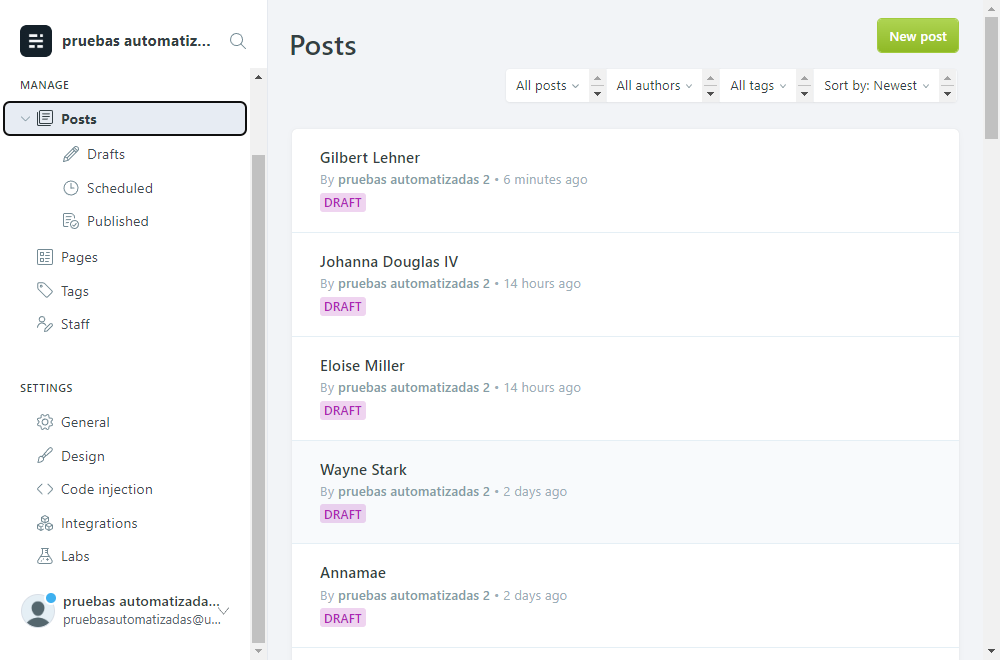 pruebas automatiz...
MANAGE
Posts
Drafts
Scheduled
Published
Pages
Tags
Staff
SETTINGS
General
Design
Code injection
Integrations
Labs
pruebas automatizada...
pruebasautomatizadas@u...
Posts
New post
All posts
All authors
All tags
Sort by: Newest
Gilbert Lehner
By pruebas automatizadas 2 • 6 minutes ago
DRAFT
Johanna Douglas IV
By pruebas automatizadas 2 • 14 hours ago
DRAFT
Eloise Miller
By pruebas automatizadas 2 • 14 hours ago
DRAFT
Wayne Stark
By pruebas automatizadas 2 • 2 days ago
DRAFT
Annamae
By pruebas automatizadas 2 • 2 days ago
DRAFT